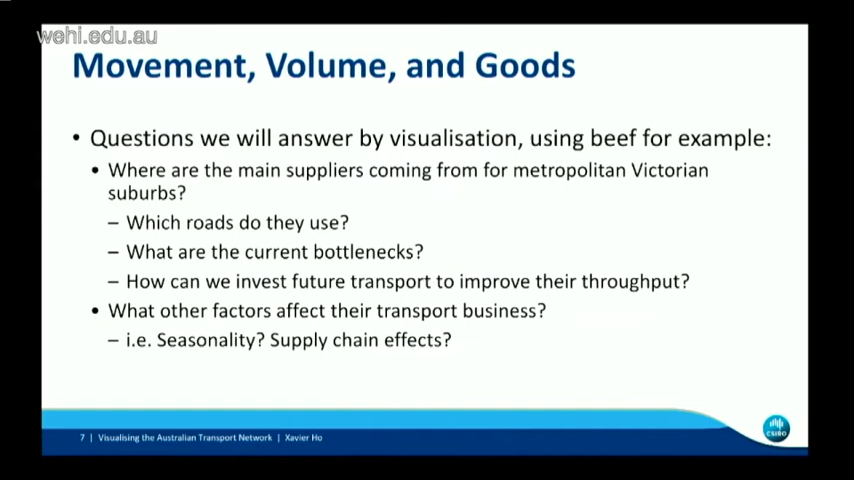 wehi.edu.au
Movement, Volume, and Goods
• Questions we will answer by visualisation, using beef for example:
• Where are the main suppliers coming from for metropolitan Victorian
suburbs?
– Which roads do they use?
– What are the current bottlenecks?
– How can we invest future transport to improve their throughput?
• What other factors affect their transport business?
– i.e. Seasonality? Supply chain effects?
7 | Visualising the Australian Transport Network | Xavier Ho
CSIRO